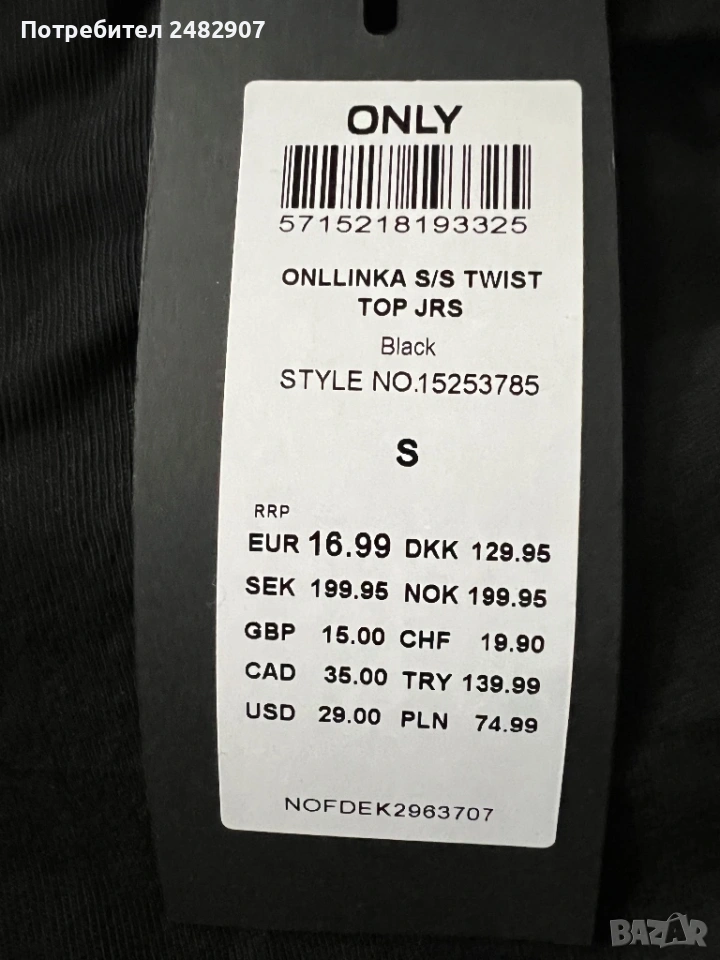 Потребител 2482907
ONLY
5715218193325
ONLLINKA S/S TWIST
TOP JRS
Black
STYLE NO.15253785
S
RRP
EUR 16.99 DKK 129.95
SEK 199.95 NOK 199.95
GBP 15.00 CHF 19.90
CAD 35.00 TRY 139.99
USD 29.00 PLN 74.99
NOFDEK2963707
BAZAR